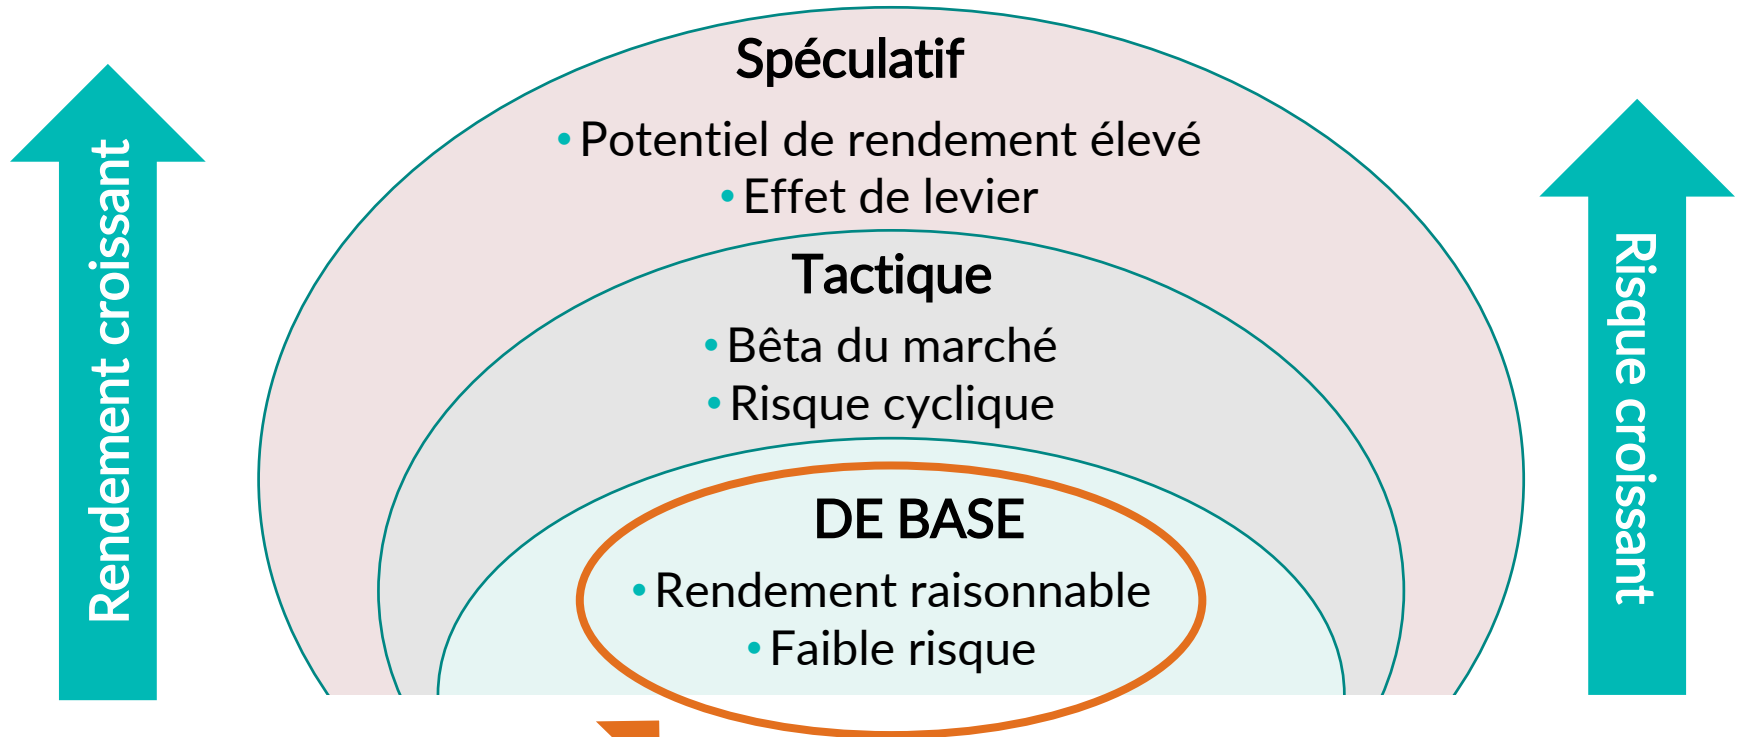 Spéculatif
• Potentiel de rendement élevé
• Effet de levier
Tactique
• Bêta du marché
• Risque cyclique
DE BASE
• Rendement raisonnable
• Faible risque
Rendement croissant
Risque croissant